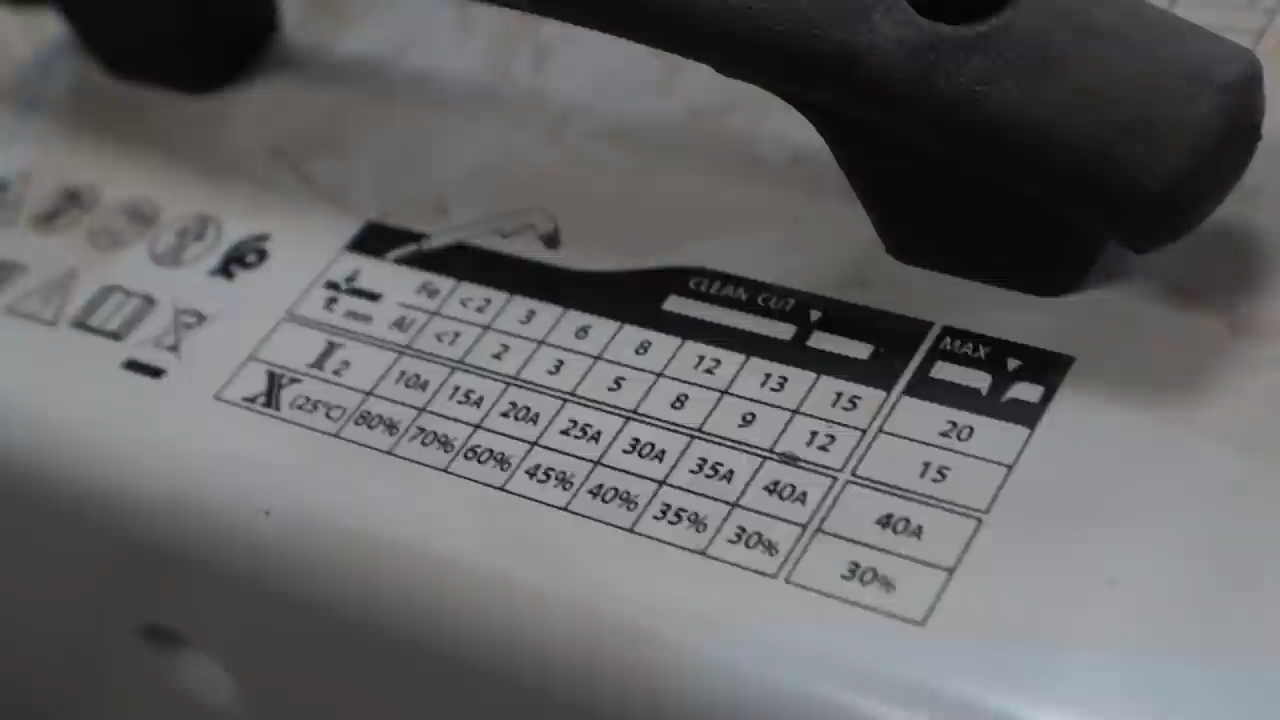 CLEAN CUT
MAX
t mm Fe <2 3 6 8 12 13 15 20
Al <1 2 3 5 8 9 12 15
I2 10A 15A 20A 25A 30A 35A 40A 40A
X (25°C) 80% 70% 60% 45% 40% 35% 30% 30%